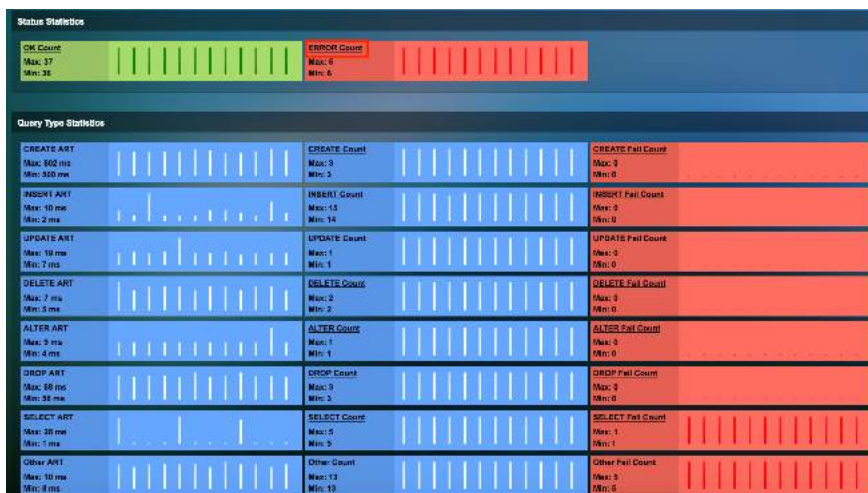 Status Statistics
OK Count
Max: 37
Min: 36
ERROR Count
Max: 6
Min: 6
Query Type Statistics
CREATE ART
Max: 602 ms
Min: 500 ms
CREATE Count
Max: 3
Min: 3
CREATE Fail Count
Max: 0
Min: 0
INSERT ART
Max: 10 ms
Min: 2 ms
INSERT Count
Max: 15
Min: 14
INSERT Fail Count
Max: 0
Min: 0
UPDATE ART
Max: 19 ms
Min: 7 ms
UPDATE Count
Max: 1
Min: 1
UPDATE Fail Count
Max: 0
Min: 0
DELETE ART
Max: 7 ms
Min: 5 ms
DELETE Count
Max: 2
Min: 2
DELETE Fail Count
Max: 0
Min: 0
ALTER ART
Max: 9 ms
Min: 4 ms
ALTER Count
Max: 1
Min: 1
ALTER Fail Count
Max: 0
Min: 0
DROP ART
Max: 68 ms
Min: 56 ms
DROP Count
Max: 3
Min: 3
DROP Fail Count
Max: 0
Min: 0
SELECT ART
Max:
Min: 1 ms
SELECT Count
Max: 5
Min: 5
SELECT Fail Count
Max: 1
Min: 1
Other ART
Max: 10 ms
Min: 8 ms
Other Count
Max: 13
Min: 13
Other Fail Count
Max: 5
Min: 5